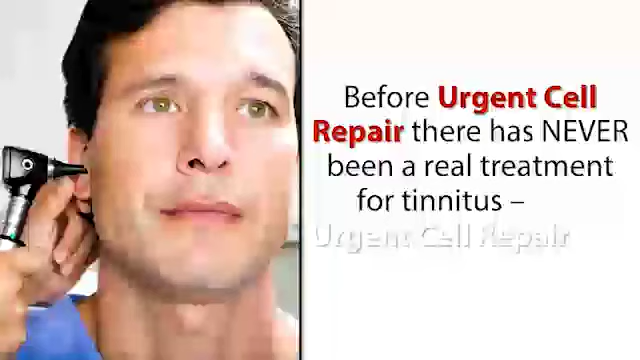 Before Urgent Cell
Repair there has NEVER
been a real treatment
for tinnitus –
Urgent Cell Repair